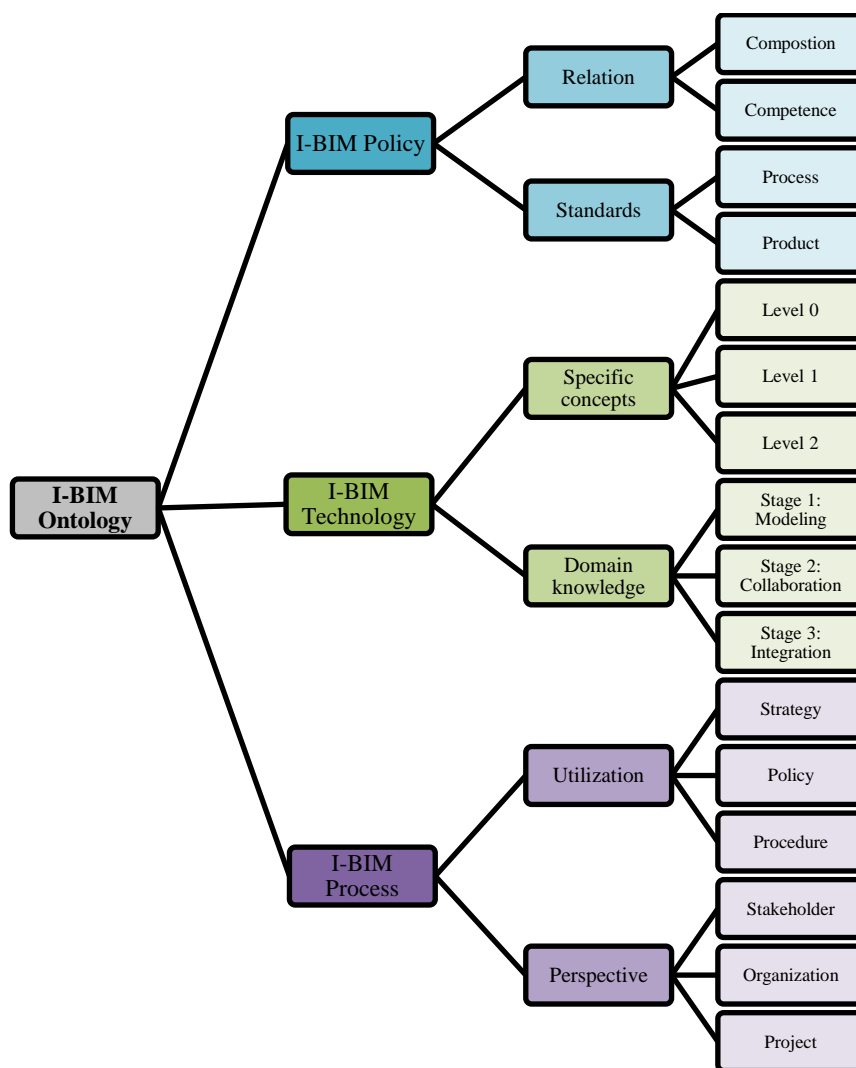 Compostion
Relation
Competence
I-BIM Policy
Process
Standards
Product
Level 0
Specific
concepts
Level 1
Level 2
I-BIM
Ontology
I-BIM
Technology
Stage 1:
Modeling
Domain
knowledge
Stage 2:
Collaboration
Stage 3:
Integration
Strategy
Utilization
Policy
Procedure
I-BIM
Process
Stakeholder
Perspective
Organization
Project